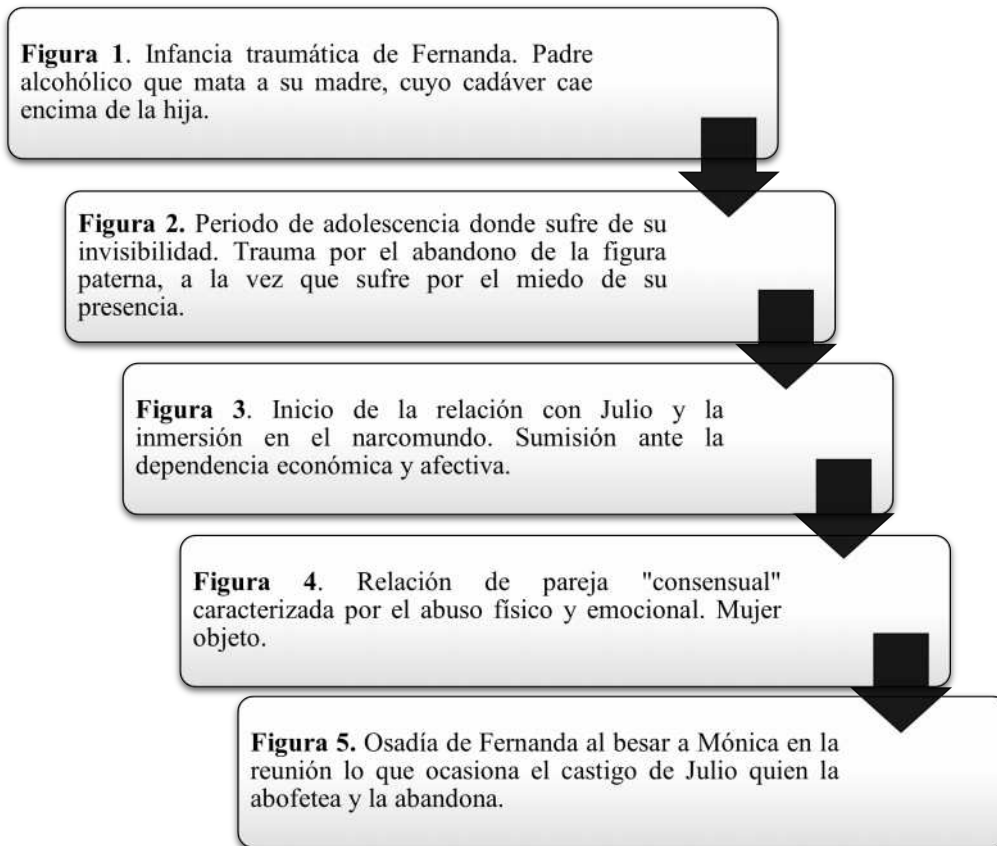 Figura 1. Infancia traumática de Fernanda. Padre
alcohólico que mata a su madre, cuyo cadáver cae
encima de la hija.
Figura 2. Periodo de adolescencia donde sufre de su
invisibilidad. Trauma por el abandono de la figura
paterna, a la vez que sufre por el miedo de su
presencia.
Figura 3. Inicio de la relación con Julio y la
inmersión en el narcomundo. Sumisión ante la
dependencia económica y afectiva.
Figura 4. Relación de pareja "consensual"
caracterizada por el abuso físico y emocional. Mujer
objeto.
Figura 5. Osadía de Fernanda al besar a Mónica en la
reunión lo que ocasiona el castigo de Julio quien la
abofetea y la abandona.